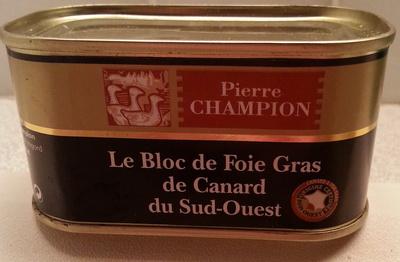 Pierre
CHAMPION
Le Bloc de Foie Gras
de Canard
du Sud-Ouest